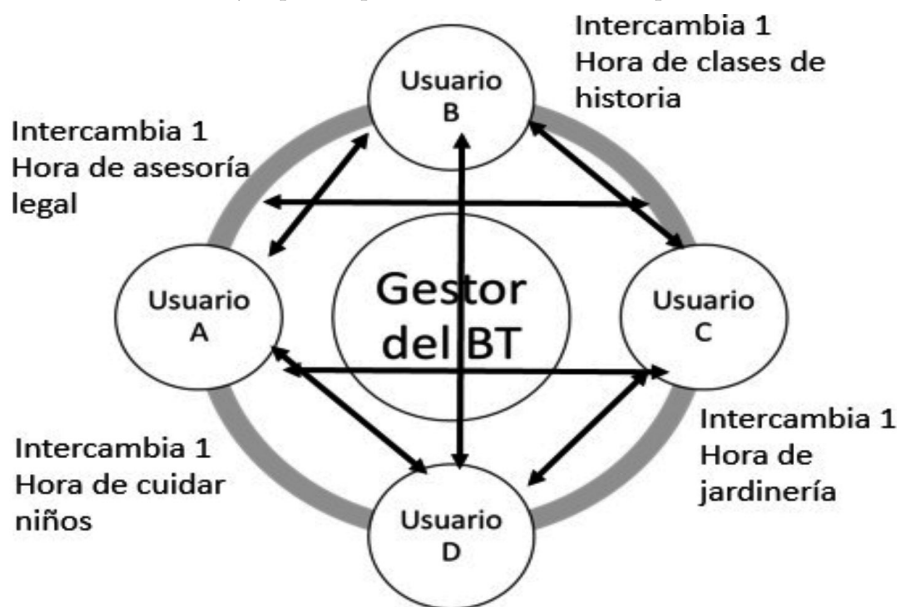 Intercambia 1
Hora de clases de
historia
Usuario
B
Intercambia 1
Hora de asesoría
legal
Usuario
A
Gestor
del BT
Usuario
C
Intercambia 1
Hora de cuidar
niños
Intercambia 1
Hora de
jardinería
Usuario
D